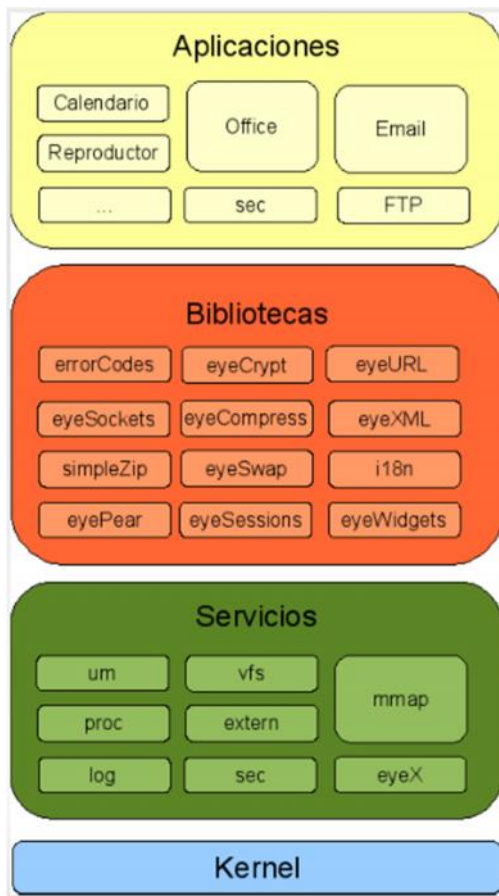 Aplicaciones
Calendario
Office
Email
Reproductor
...
sec
FTP
Bibliotecas
errorCodes
eyeCrypt
eyeURL
eyeSockets
eyeCompress
eyeXML
simpleZip
eyeSwap
i18n
eyePear
eyeSessions
eyeWidgets
Servicios
um
vfs
mmap
proc
extern
log
sec
eyeX
Kernel